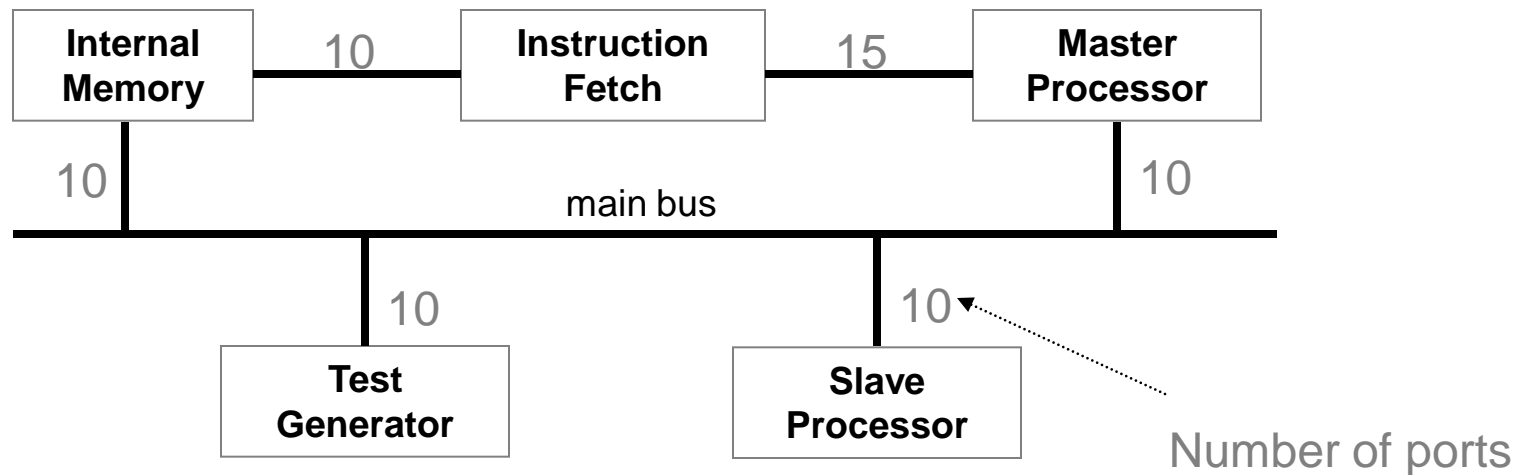 Internal
Memory
10
Instruction
Fetch
15
Master
Processor
10
10
main bus
10
10
Test
Generator
Slave
Processor
Number of ports